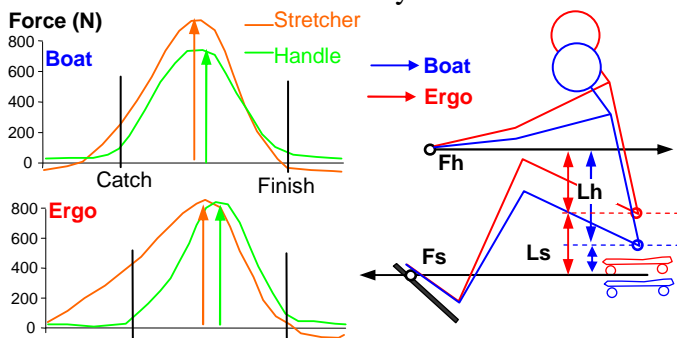 Force (N)
Stretcher
Handle
Boat
800
600
400
200
0
Catch
Finish
Ergo
800
600
400
200
0
Boat
Ergo
Fh
Lh
Fs
Ls